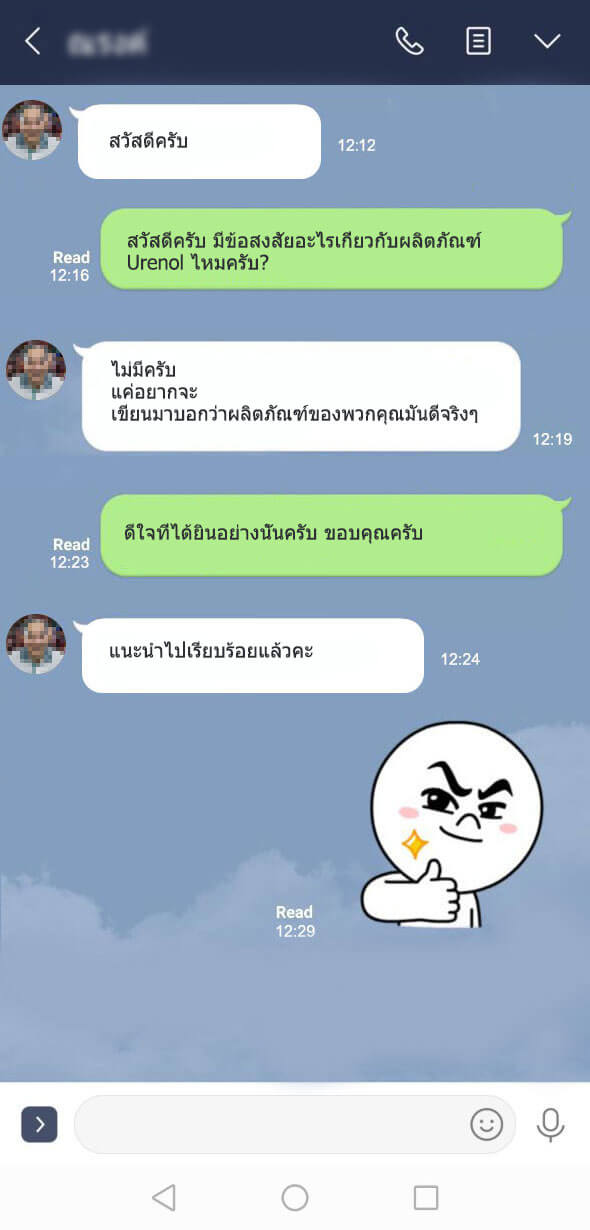 สวัสดีครับ
12:12
สวัสดีครับ มีข้อสงสัยอะไรเกียวกับผลิตภัณฑ์
Urenol ไหมครับ?
Read
12:16
ไม่มีครับ
แค่อยากจะ
เขียนมาบอกว่าผลิตภัณฑ์ของพวกคุณมันดีจริงๆ
12:19
ดีใจทีได้ยินอย่างนันครับ ขอบคุณครับ
Read
12:23
แนะนำไปเรียบร้อยแล้วคะ
12:24
Read
12:29